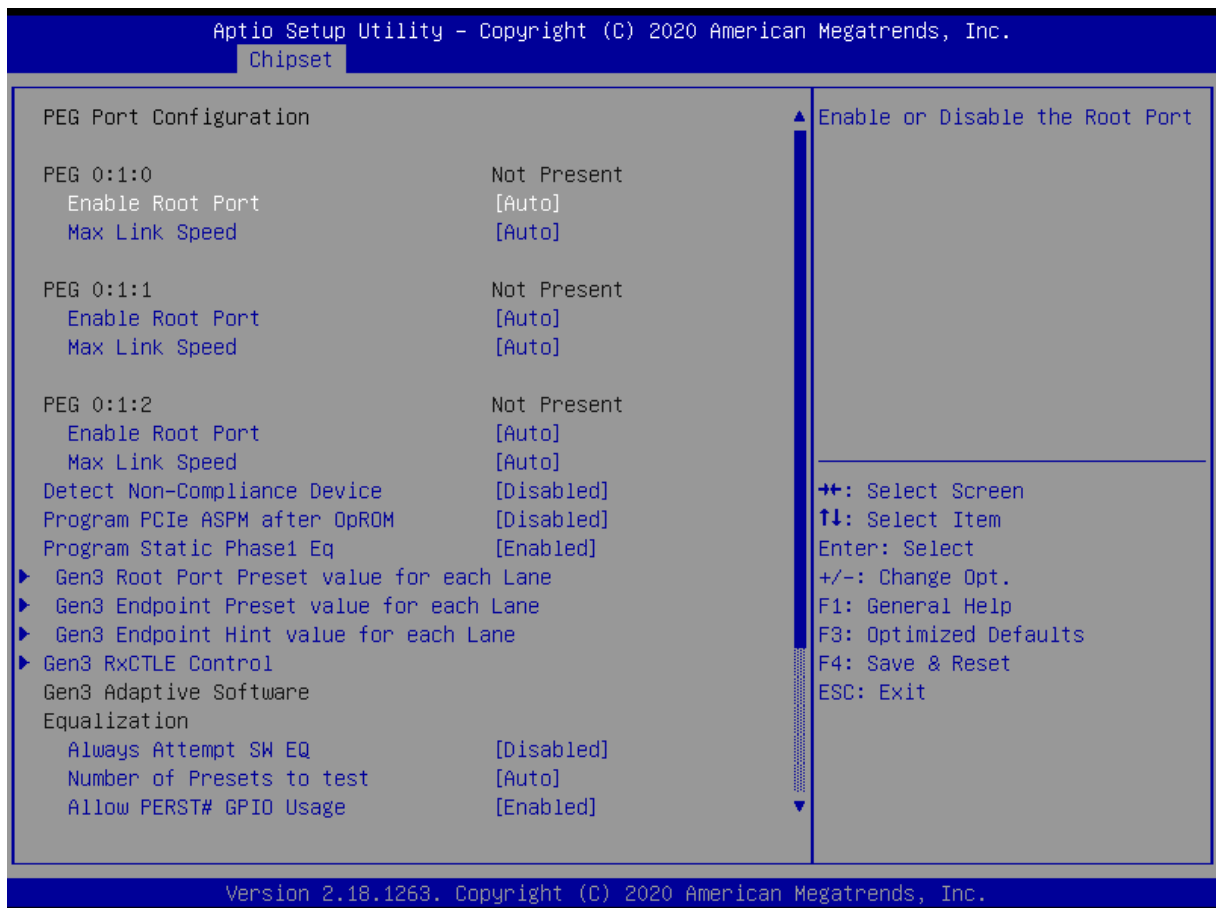 Aptio Setup Utility – Copyright (C) 2020 American Megatrends, Inc.
Chipset
PEG Port Configuration
Enable or Disable the Root Port
PEG 0:1:0 Not Present
Enable Root Port [Auto]
Max Link Speed [Auto]
PEG 0:1:1 Not Present
Enable Root Port [Auto]
Max Link Speed [Auto]
PEG 0:1:2 Not Present
Enable Root Port [Auto]
Max Link Speed [Auto]
Detect Non-Compliance Device [Disabled]
Program PCIe ASPM after OpROM [Disabled]
Program Static Phase1 Eq [Enabled]
Gen3 Root Port Preset value for each Lane
Gen3 Endpoint Preset value for each Lane
Gen3 Endpoint Hint value for each Lane
Gen3 RxCTLE Control
Gen3 Adaptive Software
Equalization
Always Attempt SW EQ [Disabled]
Number of Presets to test [Auto]
Allow PERST# GPIO Usage [Enabled]
→←: Select Screen
↑↓: Select Item
Enter: Select
+/-: Change Opt.
F1: General Help
F3: Optimized Defaults
F4: Save & Reset
ESC: Exit
Version 2.18.1263. Copyright (C) 2020 American Megatrends, Inc.